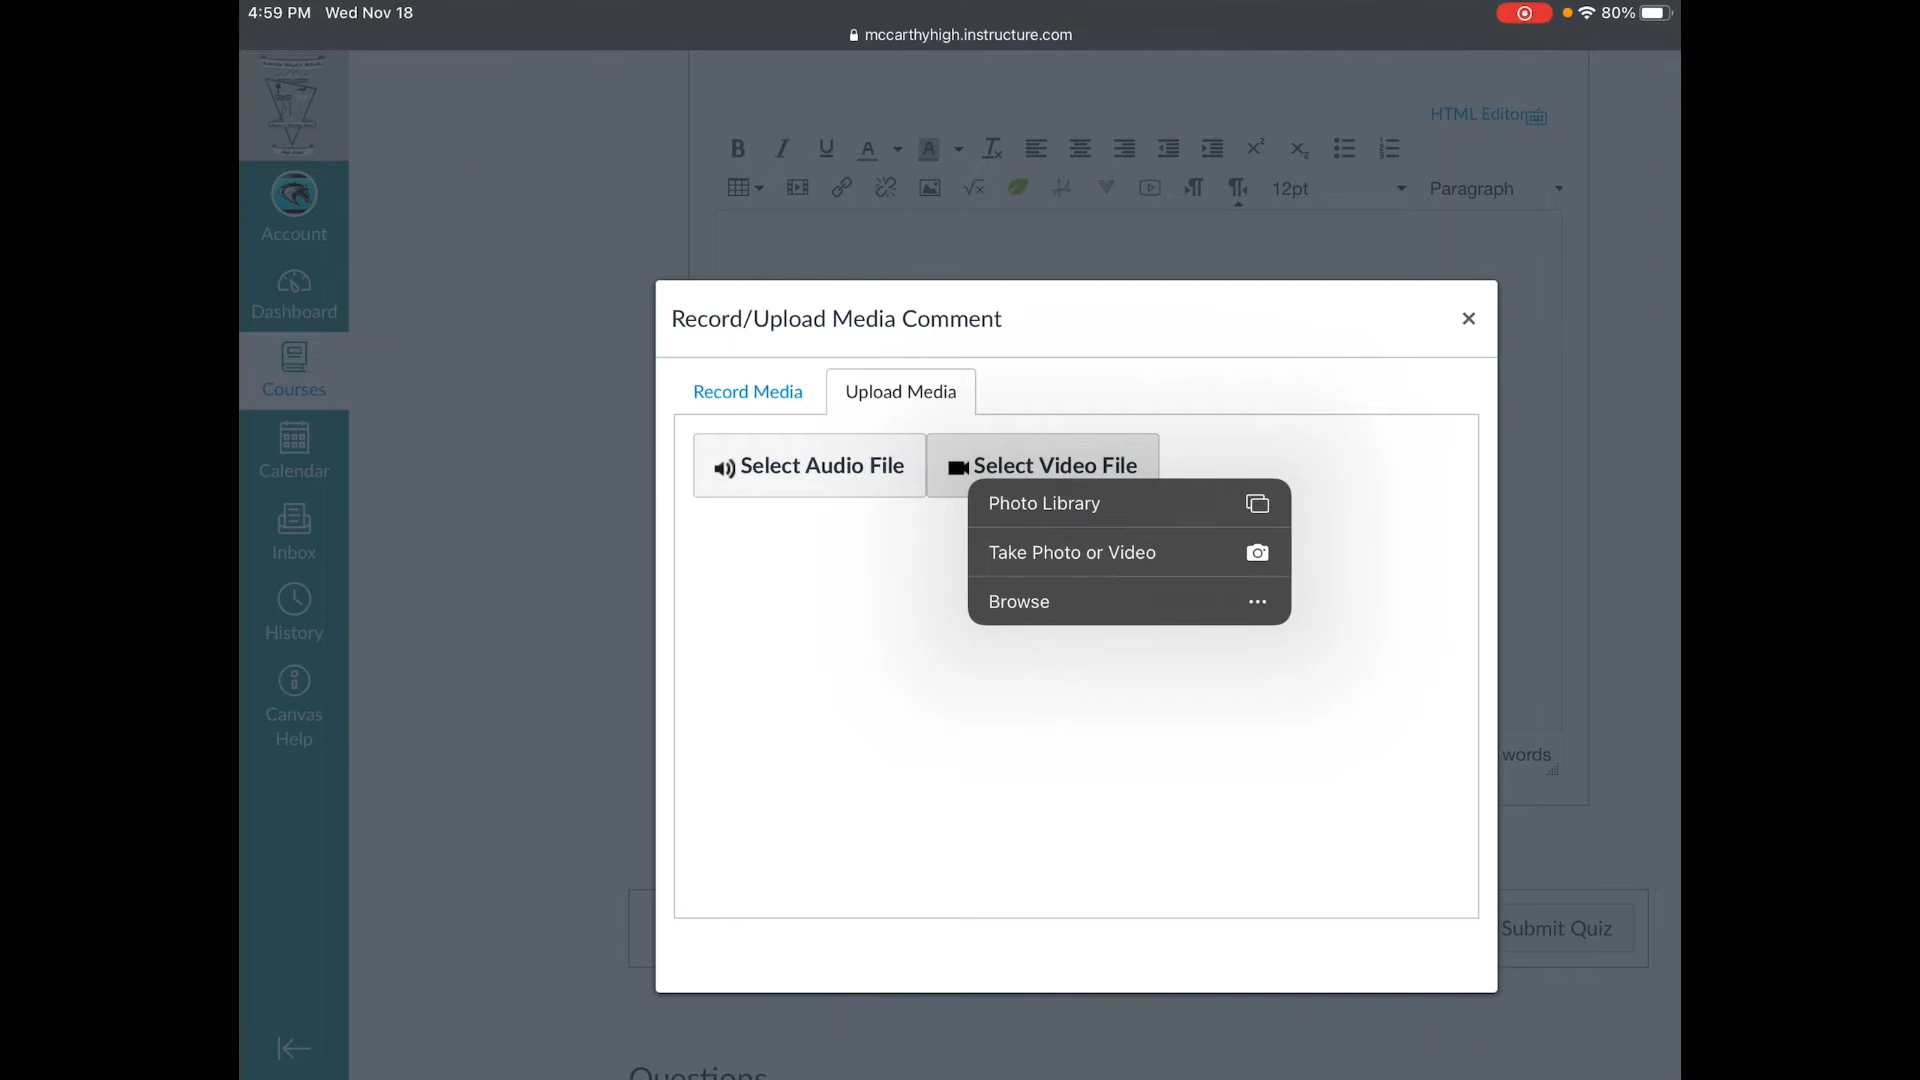 4:59 PM Wed Nov 18
80%
mccarthyhigh.instructure.com
HTML Editor
12pt
Paragraph
Account
Dashboard
Courses
Calendar
Inbox
History
Canvas
Help
Record/Upload Media Comment
Record Media
Upload Media
Select Audio File
Select Video File
Photo Library
Take Photo or Video
Browse
words
Submit Quiz
Questions